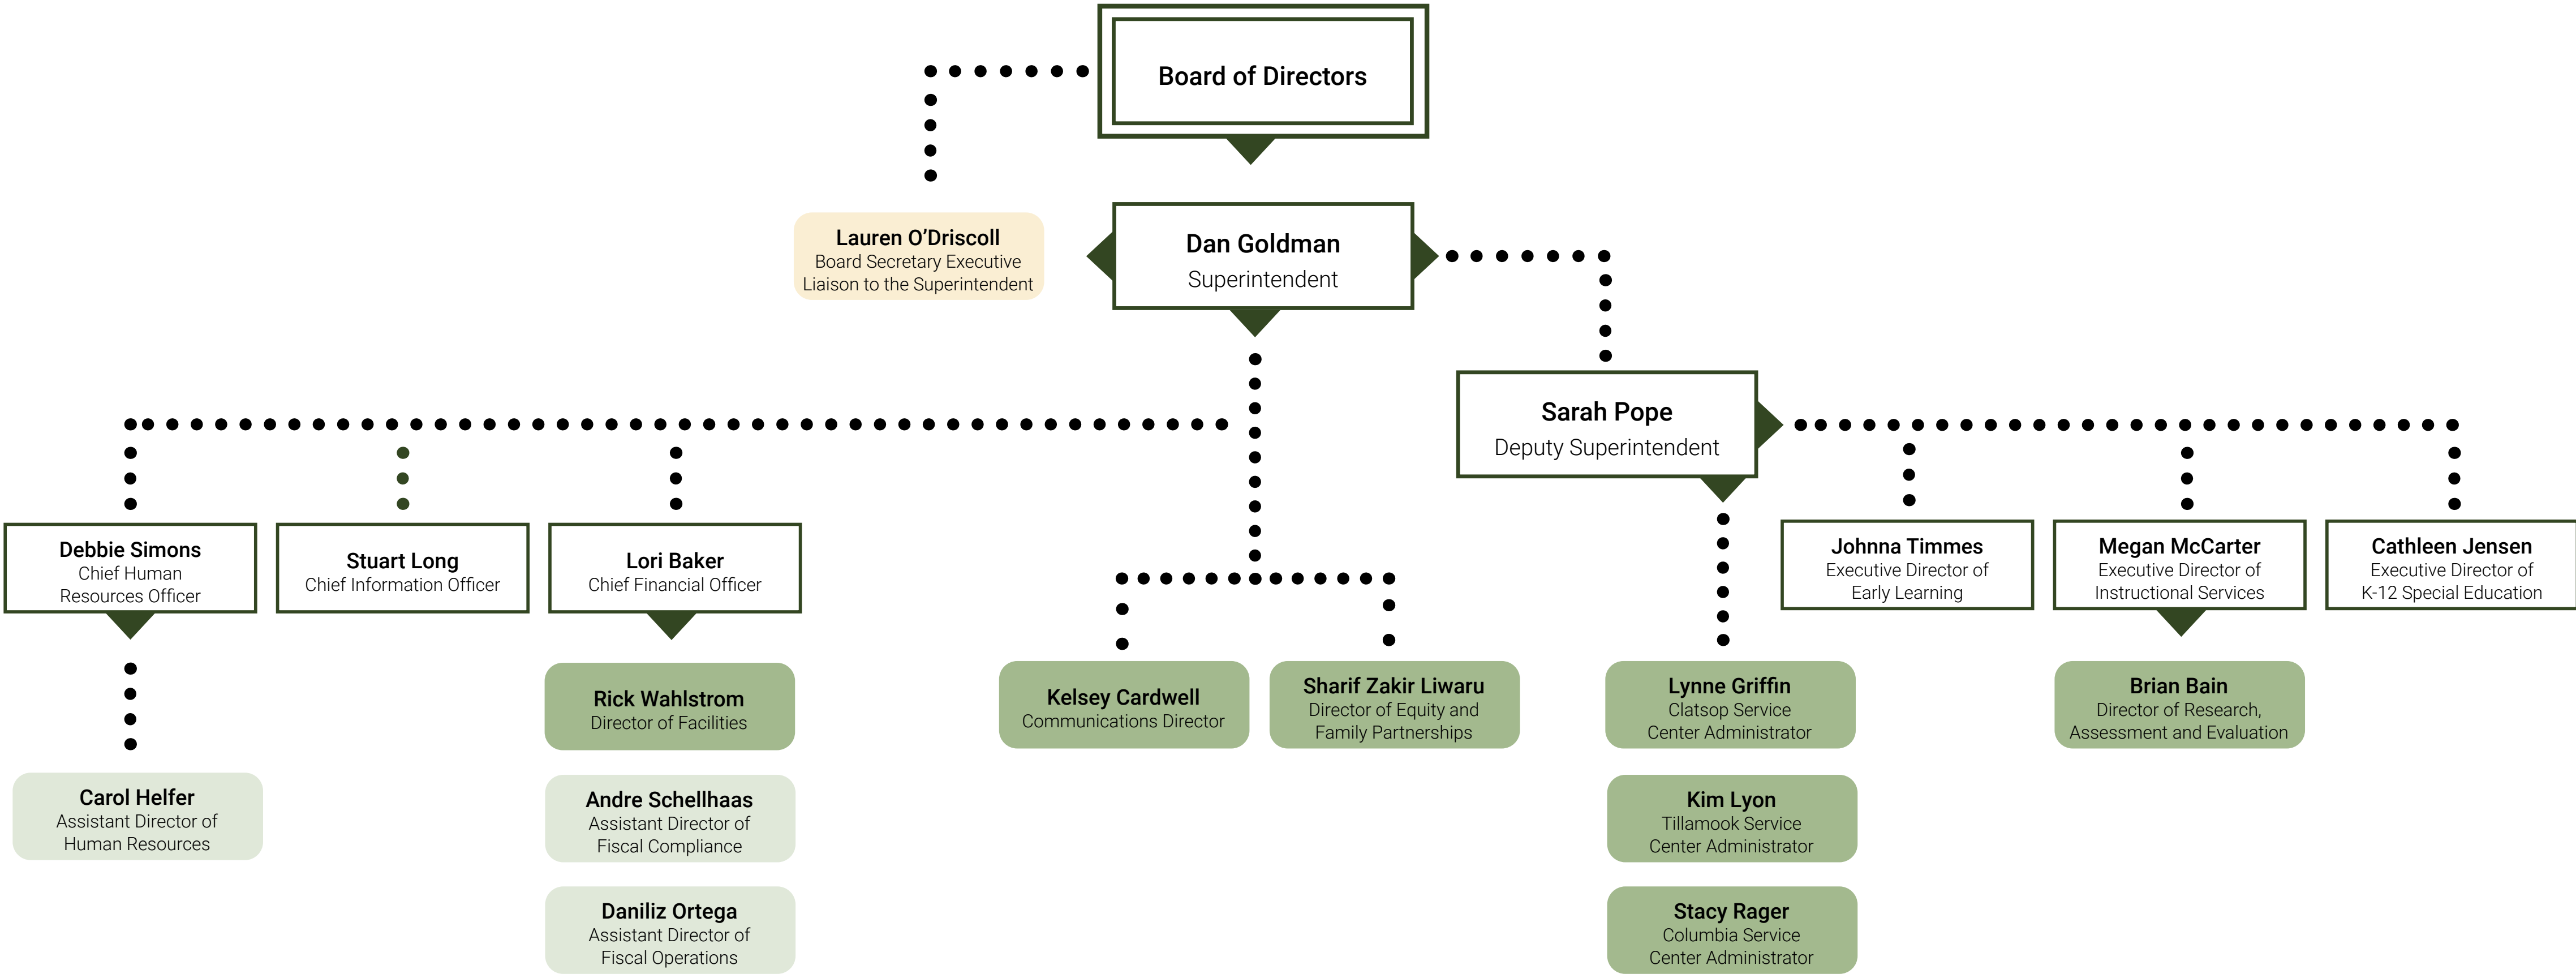 Board of Directors
Lauren O’Driscoll
Board Secretary Executive
Liaison to the Superintendent
Dan Goldman
Superintendent
Sarah Pope
Deputy Superintendent
Debbie Simons
Chief Human
Resources Officer
Stuart Long
Chief Information Officer
Lori Baker
Chief Financial Officer
Johnna Timmes
Executive Director of
Early Learning
Megan McCarter
Executive Director of
Instructional Services
Cathleen Jensen
Executive Director of
K-12 Special Education
Rick Wahlstrom
Director of Facilities
Kelsey Cardwell
Communications Director
Sharif Zakir Liwaru
Director of Equity and
Family Partnerships
Lynne Griffin
Clatsop Service
Center Administrator
Brian Bain
Director of Research,
Assessment and Evaluation
Carol Helfer
Assistant Director of
Human Resources
Andre Schellhaas
Assistant Director of
Fiscal Compliance
Kim Lyon
Tillamook Service
Center Administrator
Daniliz Ortega
Assistant Director of
Fiscal Operations
Stacy Rager
Columbia Service
Center Administrator